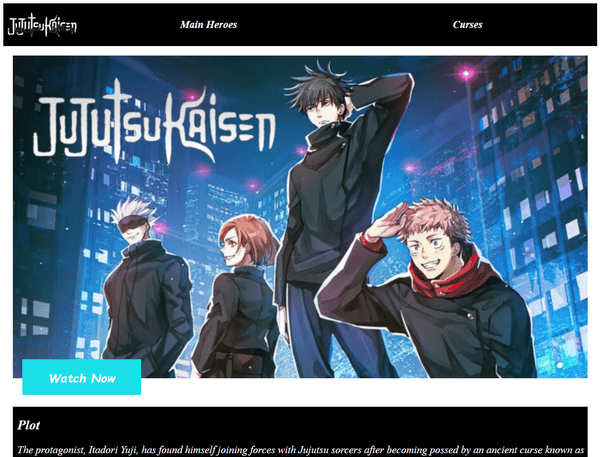 JuJutsuKaisen
Main Heroes
Curses
JuJutsuKaisen
Watch Now
Plot
The protagonist, Itadori Yuji, has found himself joining forces with Jujutsu sorcers after becoming possed by an ancient curse known as